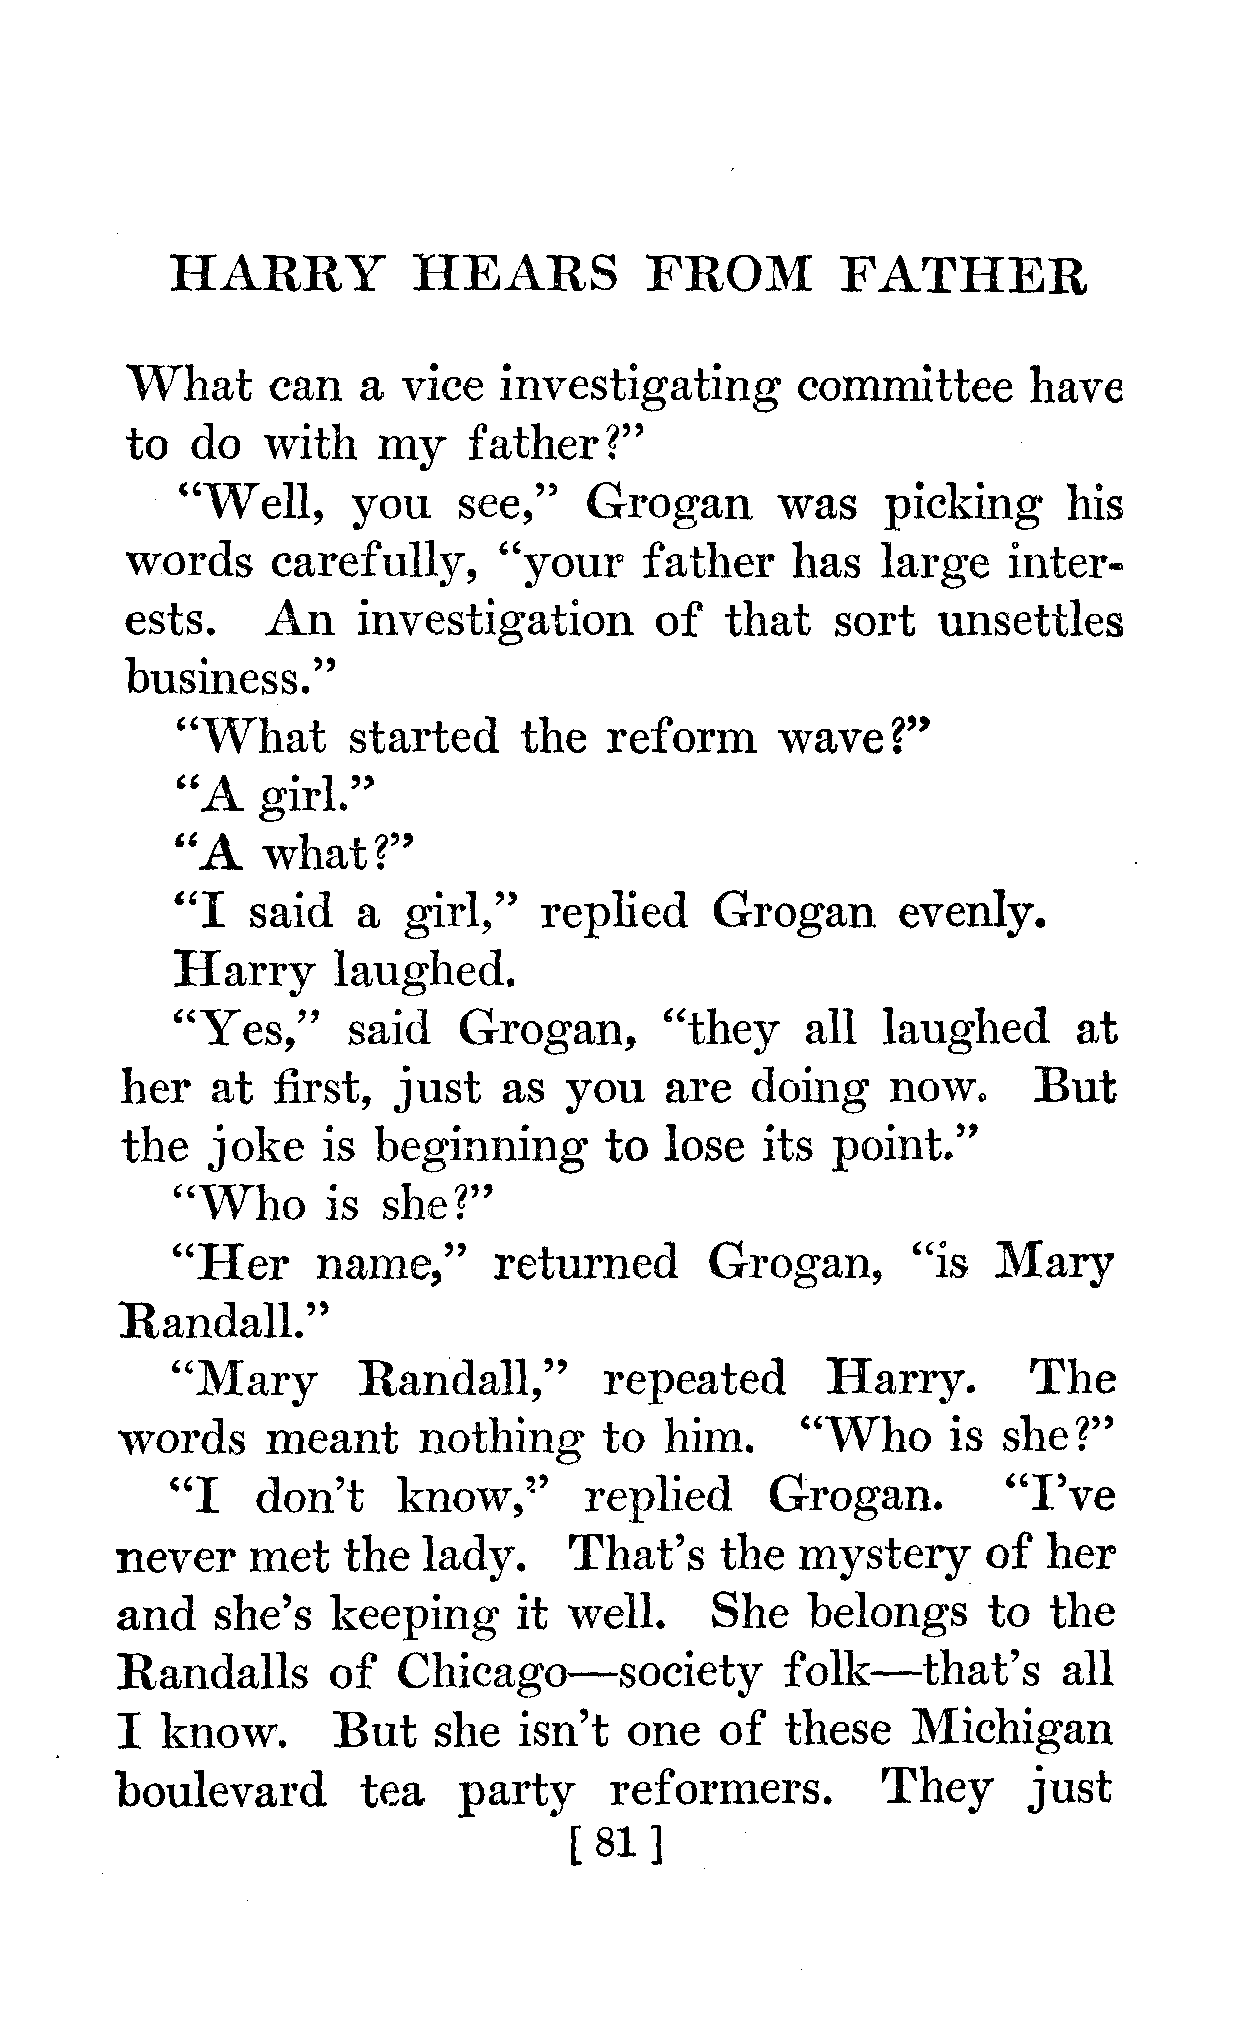 HARRY HEARS FROM FATHER
What can a vice investigating committee have
to do with my father?”
“Well, you see,” Grogan was picking his
words carefully, “your father has large inter-
ests. An investigation of that sort unsettles
business.”
“What started the reform wave?”
“A girl.”
“A what?”
“I said a girl,” replied Grogan evenly.
Harry laughed.
“Yes,” said Grogan, “they all laughed at
her at first, just as you are doing now. But
the joke is beginning to lose its point.”
“Who is she?”
“Her name,” returned Grogan, “is Mary
Randall.”
“Mary Randall,” repeated Harry. The
words meant nothing to him. “Who is she?”
“I don't know,” replied Grogan. “I've
never met the lady. That's the mystery of her
and she's keeping it well. She belongs to the
Randalls of Chicago—society folk—that's all
I know. But she isn't one of these Michigan
boulevard tea party reformers. They just
[ 81 ]